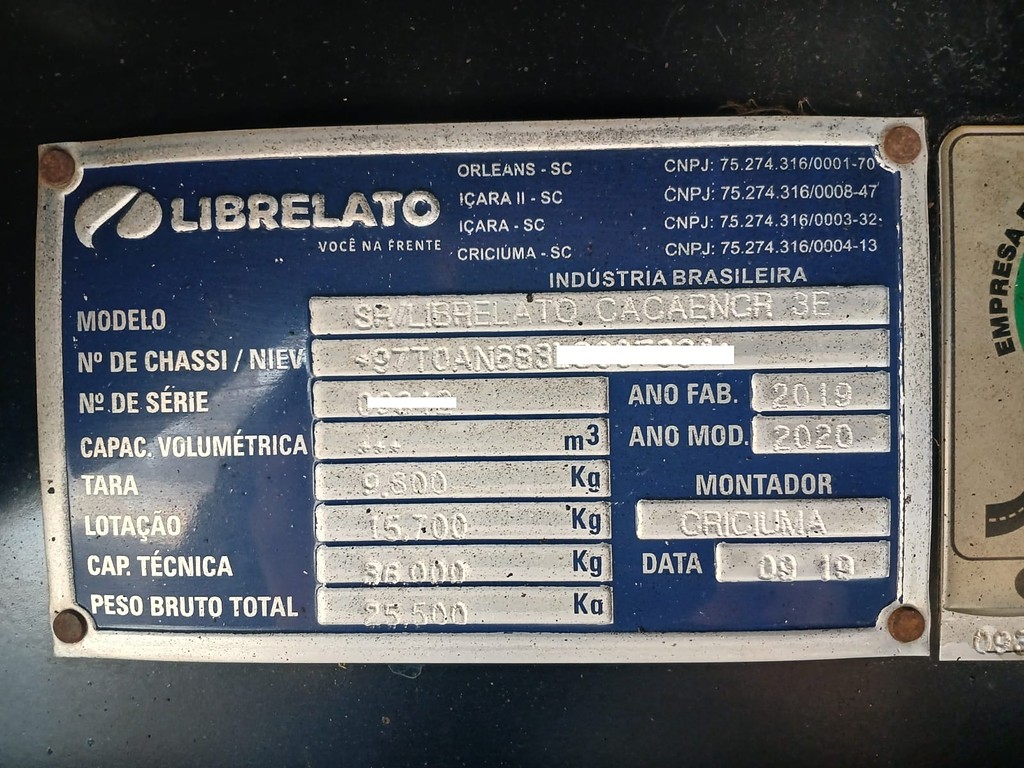 LIBRELATO
VOCÊ NA FRENTE
ORLEANS - SC CNPJ: 75.274.316/0001-70
IÇARA II - SC CNPJ: 75.274.316/0008-47
IÇARA - SC CNPJ: 75.274.316/0003-32
CRICIÚMA - SC CNPJ: 75.274.316/0004-13
INDÚSTRIA BRASILEIRA
MODELO SR/LIBRELATO CACAENCR 3E
Nº DE CHASSI / NIEV
Nº DE SÉRIE
ANO FAB. 2019
CAPAC. VOLUMÉTRICA *** m3
ANO MOD. 2020
TARA 9,800 Kg
MONTADOR
LOTAÇÃO 15.700 Kg
CRICIUMA
CAP. TÉCNICA 36.000 Kg
DATA 09 19
PESO BRUTO TOTAL 25,500 Kg
EMPRESA